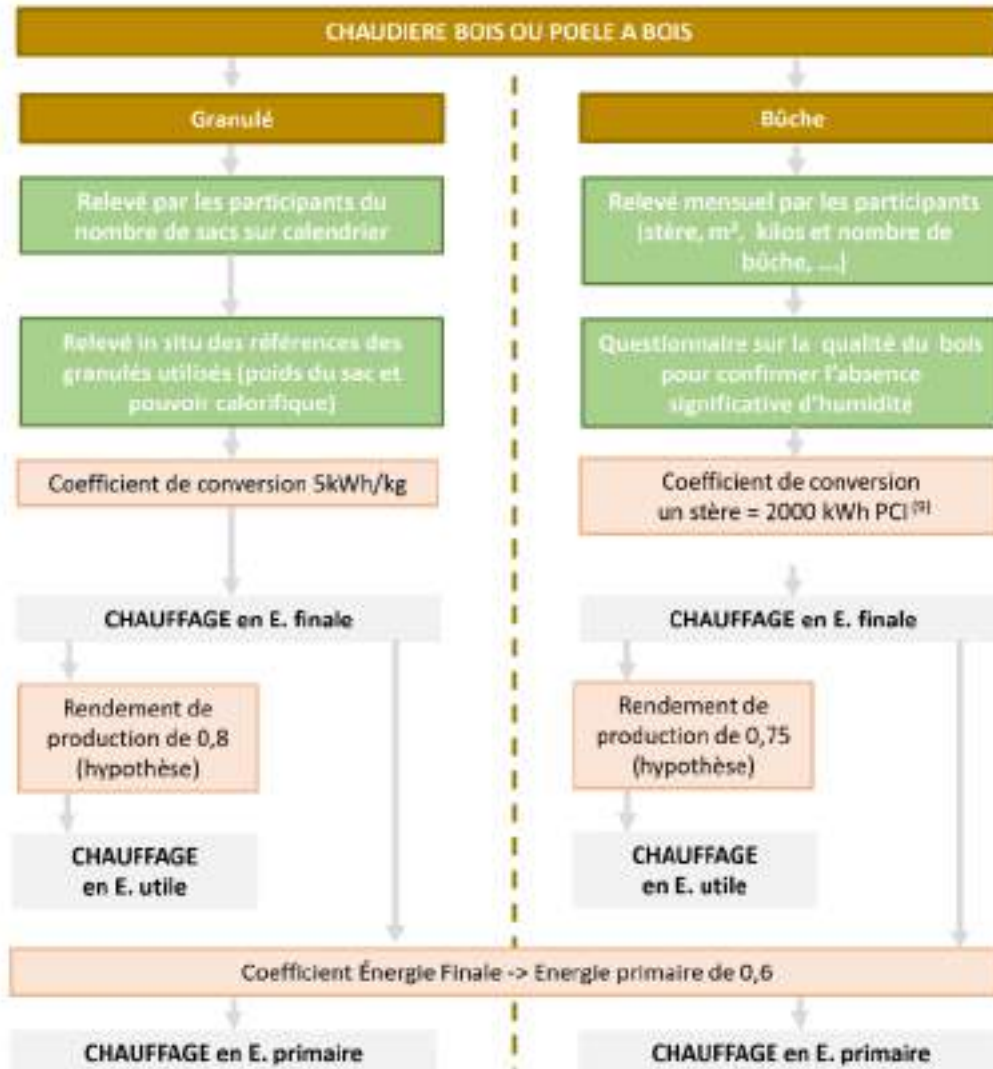 CHAUDIERE BOIS OU POELE A BOIS
Granulé
Relevé par les participants du
nombre de sacs sur calendrier
Relevé in situ des références des
granulés utilisés (poids du sac et
pouvoir calorifique)
Coefficient de conversion 5kWh/kg
CHAUFFAGE en E. finale
Rendement de
production de 0,8
(hypothèse)
CHAUFFAGE
en E. utile
Bûche
Relevé mensuel par les participants
(stère, m³, kilos et nombre de
bûche, ....)
Questionnaire sur la qualité du bois
pour confirmer l'absence
significative d'humidité
Coefficient de conversion
un stère = 2000 kWh PCI (9)
CHAUFFAGE en E. finale
Rendement de
production de 0,75
(hypothèse)
CHAUFFAGE
en E. utile
Coefficient Énergie Finale -> Energie primaire de 0,6
CHAUFFAGE en E. primaire
CHAUFFAGE en E. primaire